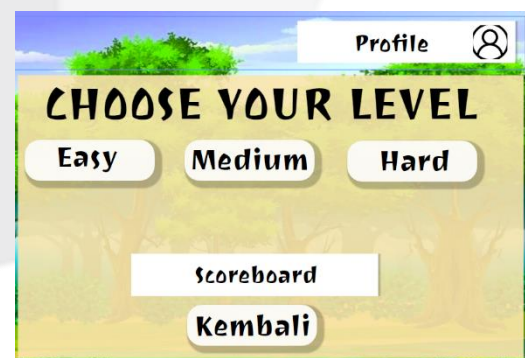 Profile
CHOOSE YOUR LEVEL
Easy Medium Hard
Scoreboard
Kembali